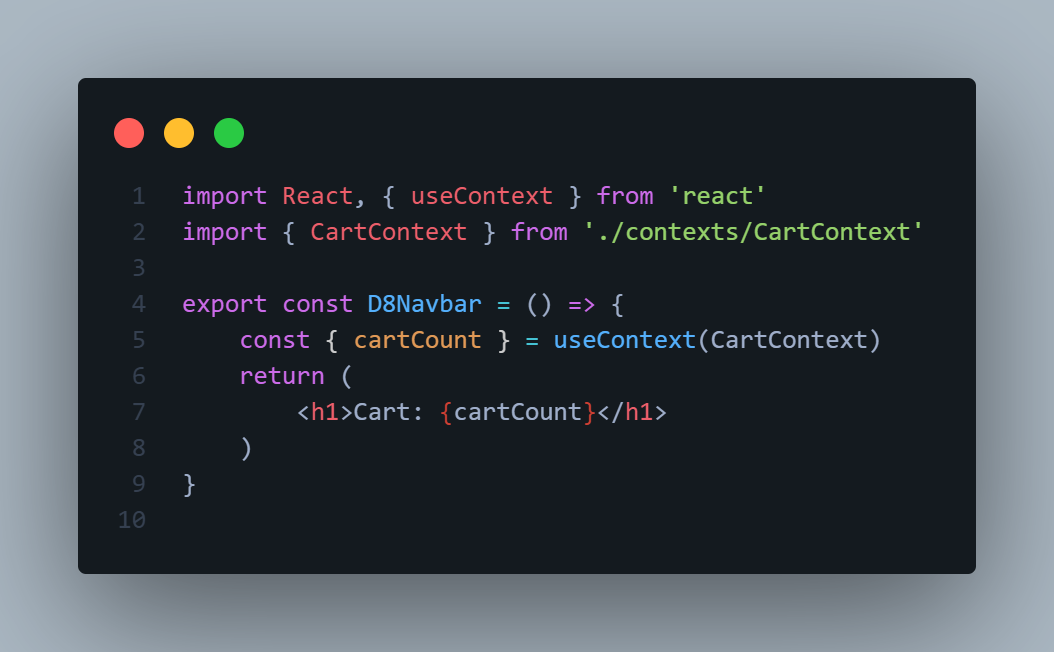 1 import React, { useContext } from 'react'
2 import { CartContext } from './contexts/CartContext'
3
4 export const D8Navbar = () => {
5     const { cartCount } = useContext(CartContext)
6     return (
7         <h1>Cart: {cartCount}</h1>
8     )
9 }
10